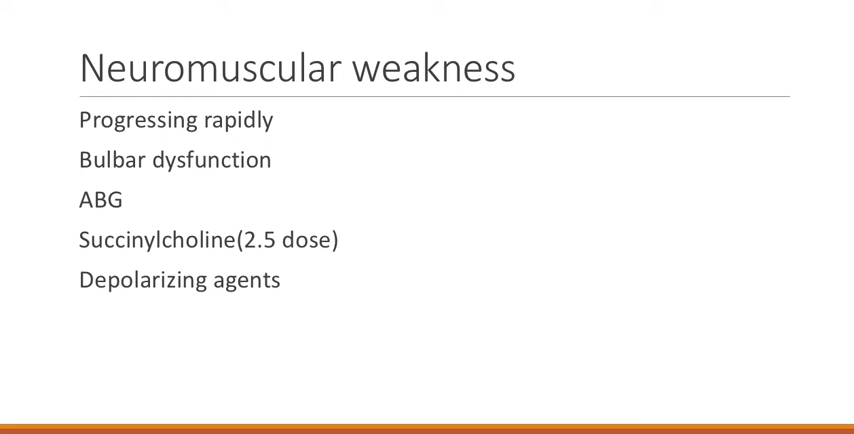 Neuromuscular weakness
Progressing rapidly
Bulbar dysfunction
ABG
Succinylcholine(2.5 dose)
Depolarizing agents